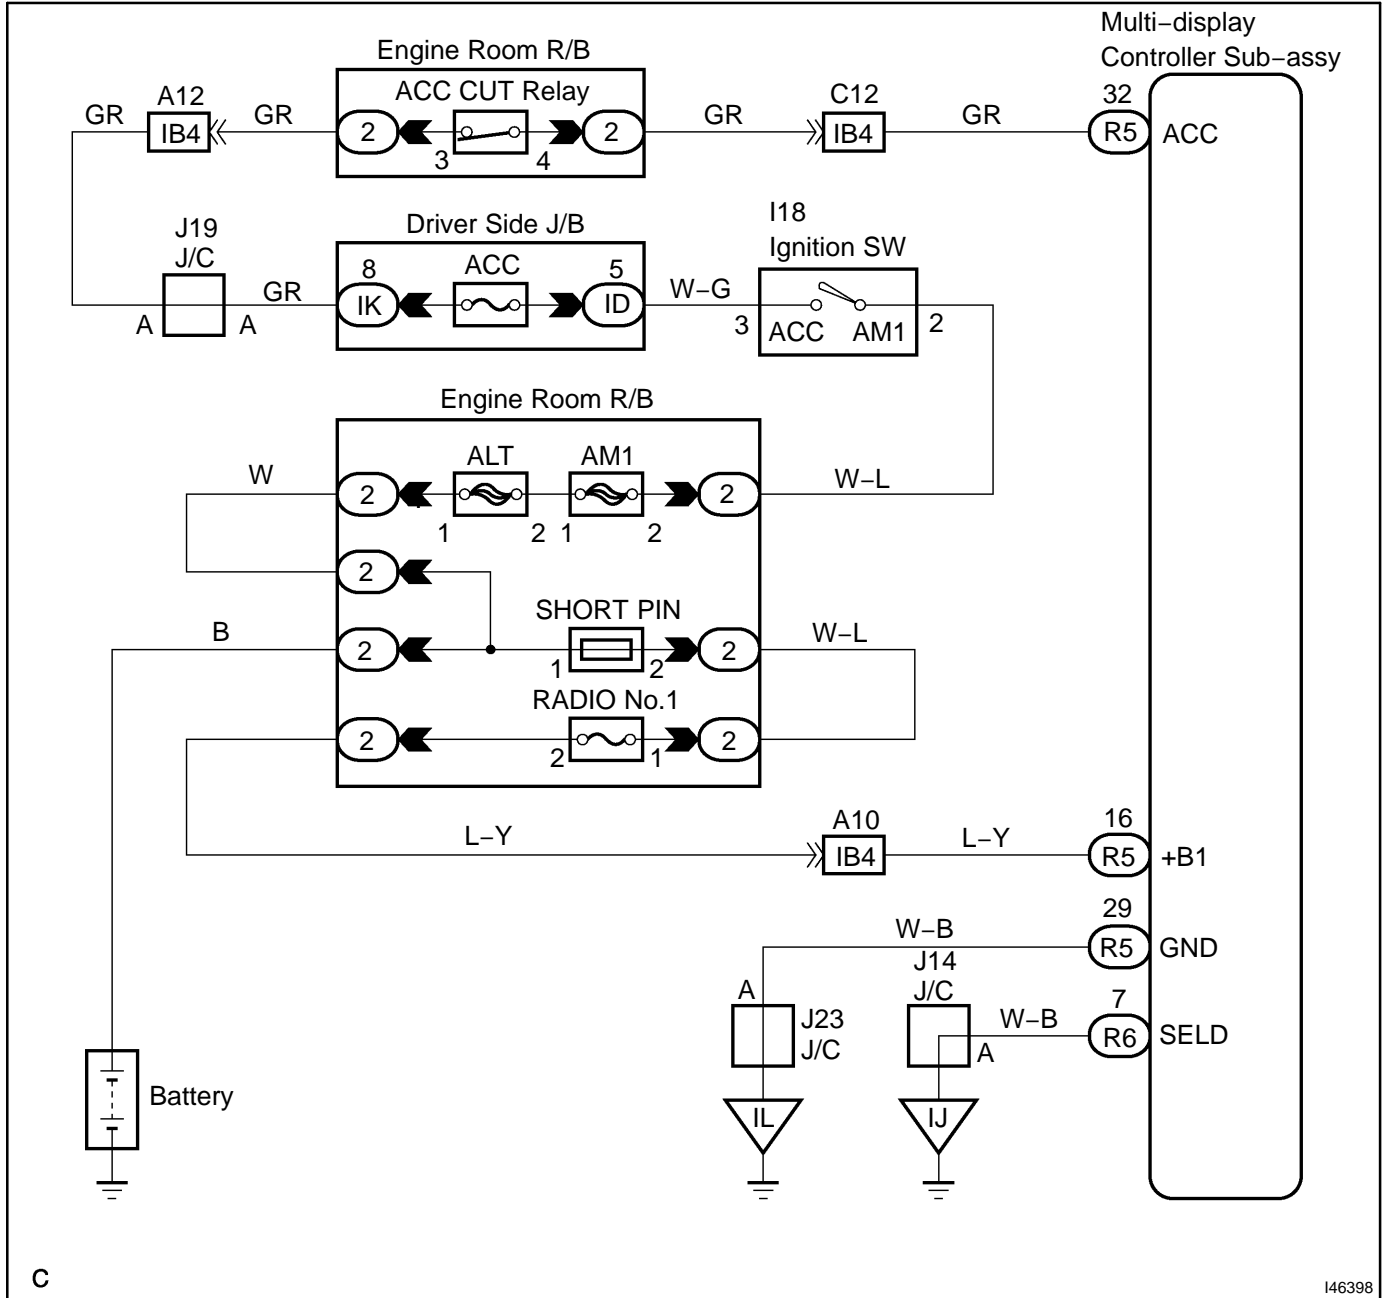 Multi−display
Controller Sub−assy
Engine Room R/B
ACC CUT Relay
A12
C12
32
GR
IB4
GR
2
3
4
2
GR
IB4
GR
R5
ACC
J19
J/C
Driver Side J/B
I18
Ignition SW
8
ACC
5
A
A
GR
IK
ID
W−G
3
ACC
AM1
2
Engine Room R/B
W
ALT
AM1
2
1
2
1
2
2
W−L
2
B
SHORT PIN
2
1
2
2
W−L
RADIO No.1
2
2
1
2
L−Y
A10
IB4
L−Y
16
R5
+B1
29
W−B
R5
GND
J14
J/C
A
J23
J/C
A
W−B
7
R6
SELD
Battery
IL
IJ
C
I46398